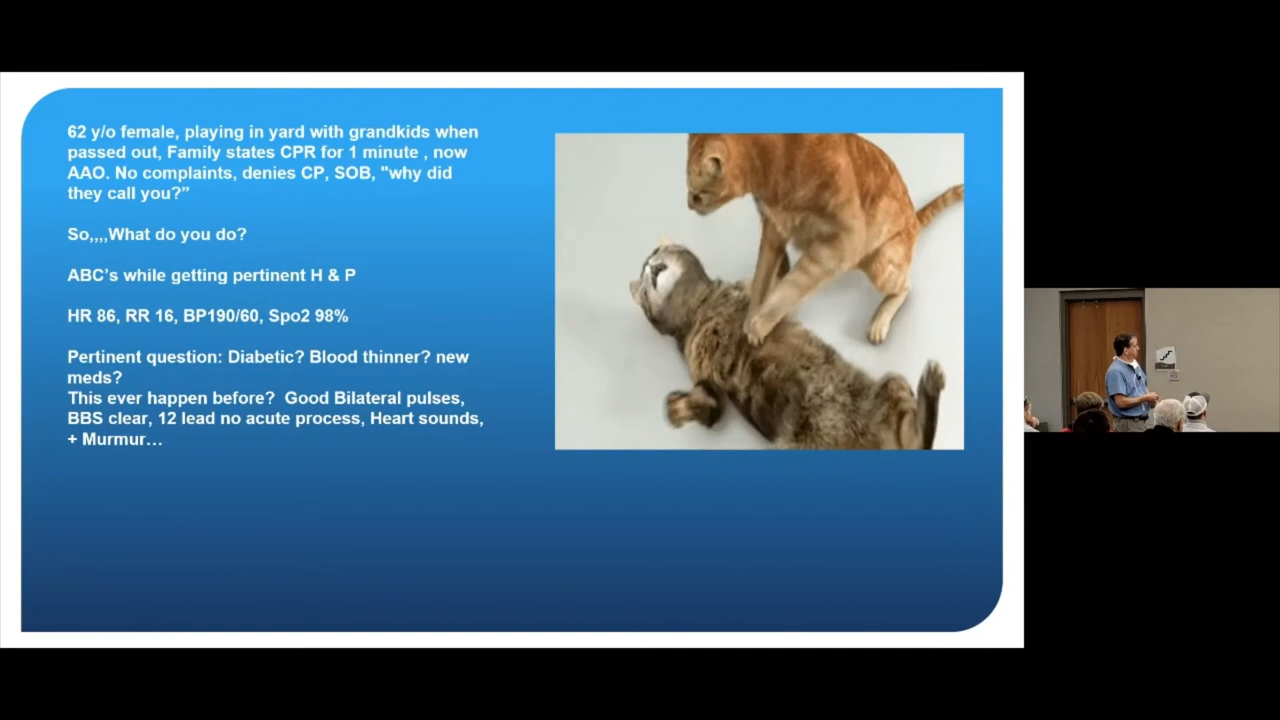 62 y/o female, playing in yard with grandkids when
passed out, Family states CPR for 1 minute , now
AAO. No complaints, denies CP, SOB, "why did
they call you?”
So,,,,What do you do?
ABC’s while getting pertinent H & P
HR 86, RR 16, BP190/60, Spo2 98%
Pertinent question: Diabetic? Blood thinner? new
meds?
This ever happen before?  Good Bilateral pulses,
BBS clear, 12 lead no acute process, Heart sounds,
+ Murmur…